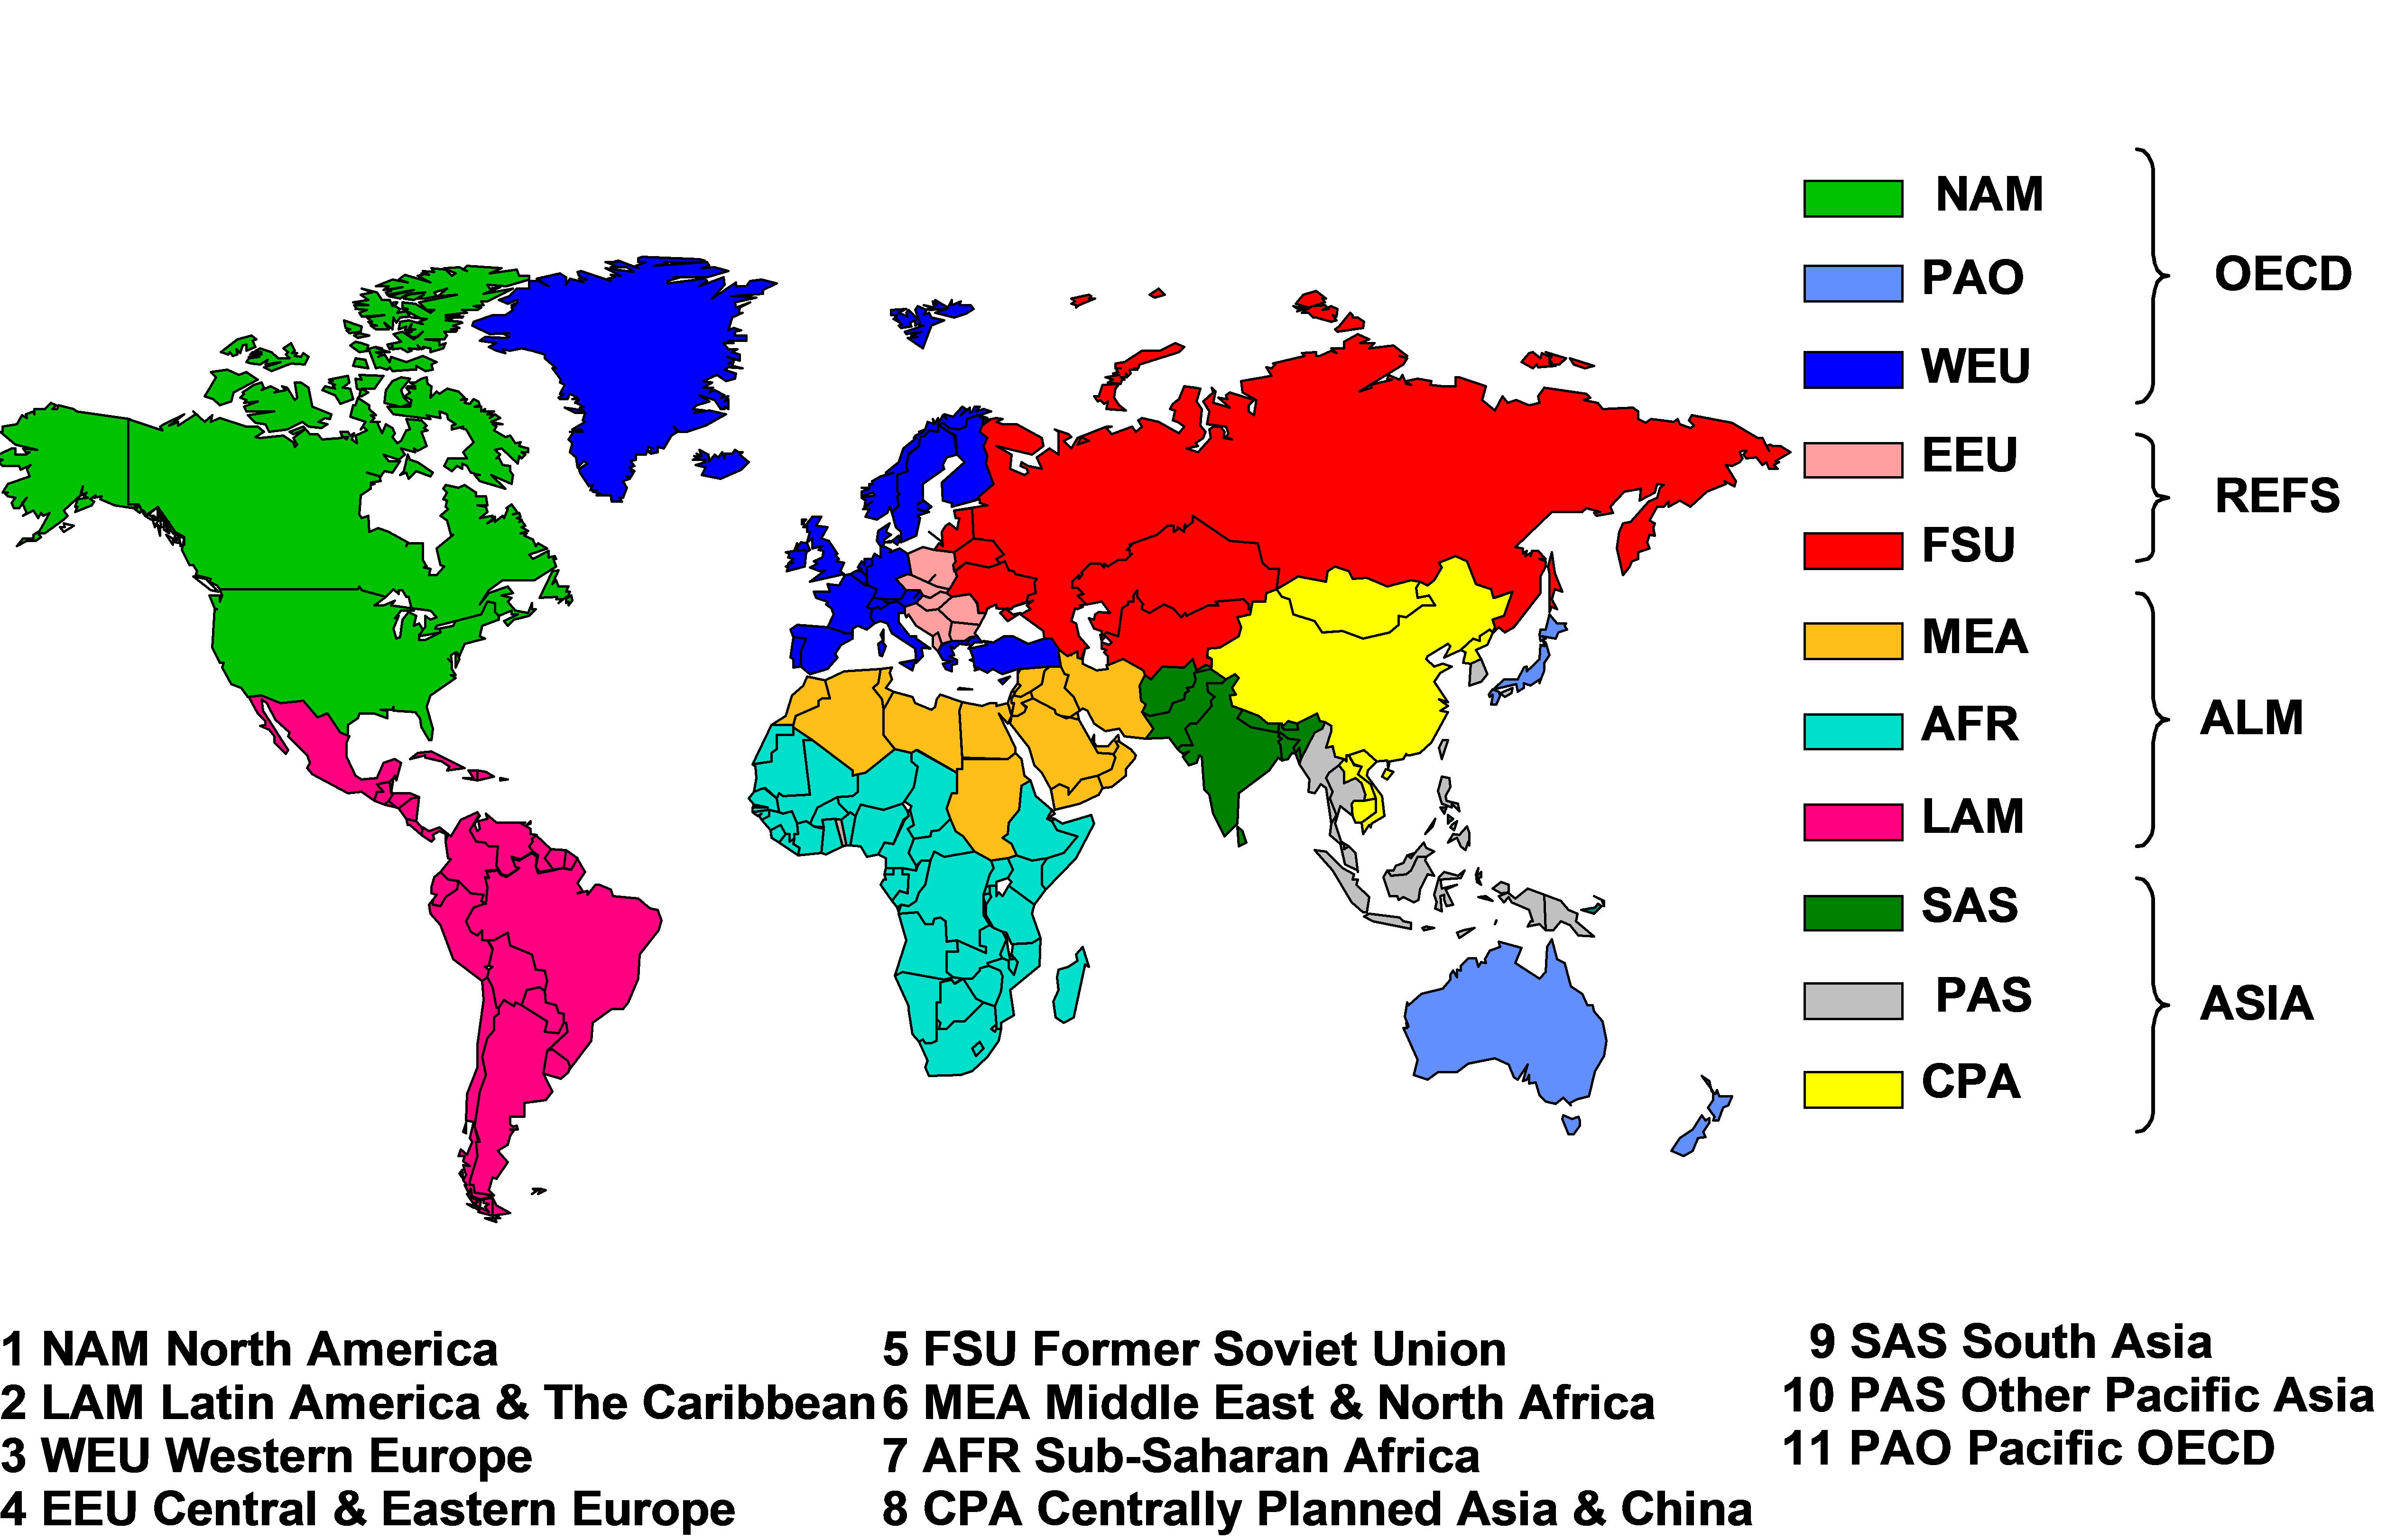 NAM
PAO
WEU
OECD
EEU
FSU
REFS
MEA
AFR
LAM
ALM
SAS
PAS
CPA
ASIA
1 NAM North America
2 LAM Latin America & The Caribbean
3 WEU Western Europe
4 EEU Central & Eastern Europe
5 FSU Former Soviet Union
6 MEA Middle East & North Africa
7 AFR Sub-Saharan Africa
8 CPA Centrally Planned Asia & China
9 SAS South Asia
10 PAS Other Pacific Asia
11 PAO Pacific OECD